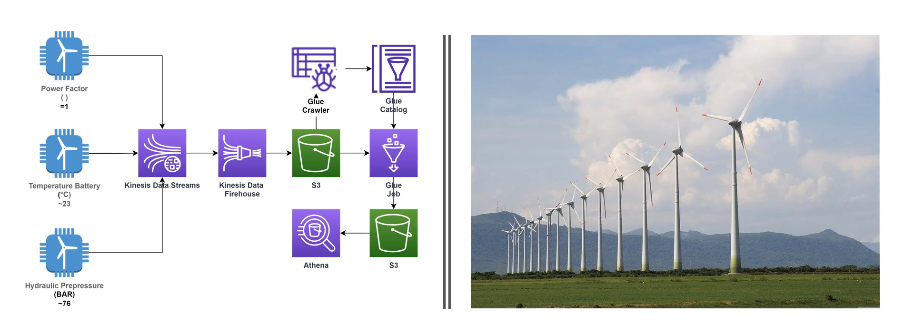 Power Factor
( )
=1
Temperature Battery
(°C)
~23
Hydraulic Prepressure
(BAR)
~76
Kinesis Data Streams
Kinesis Data
Firehouse
Glue
Crawler
S3
Glue
Catalog
Glue
Job
Athena
S3